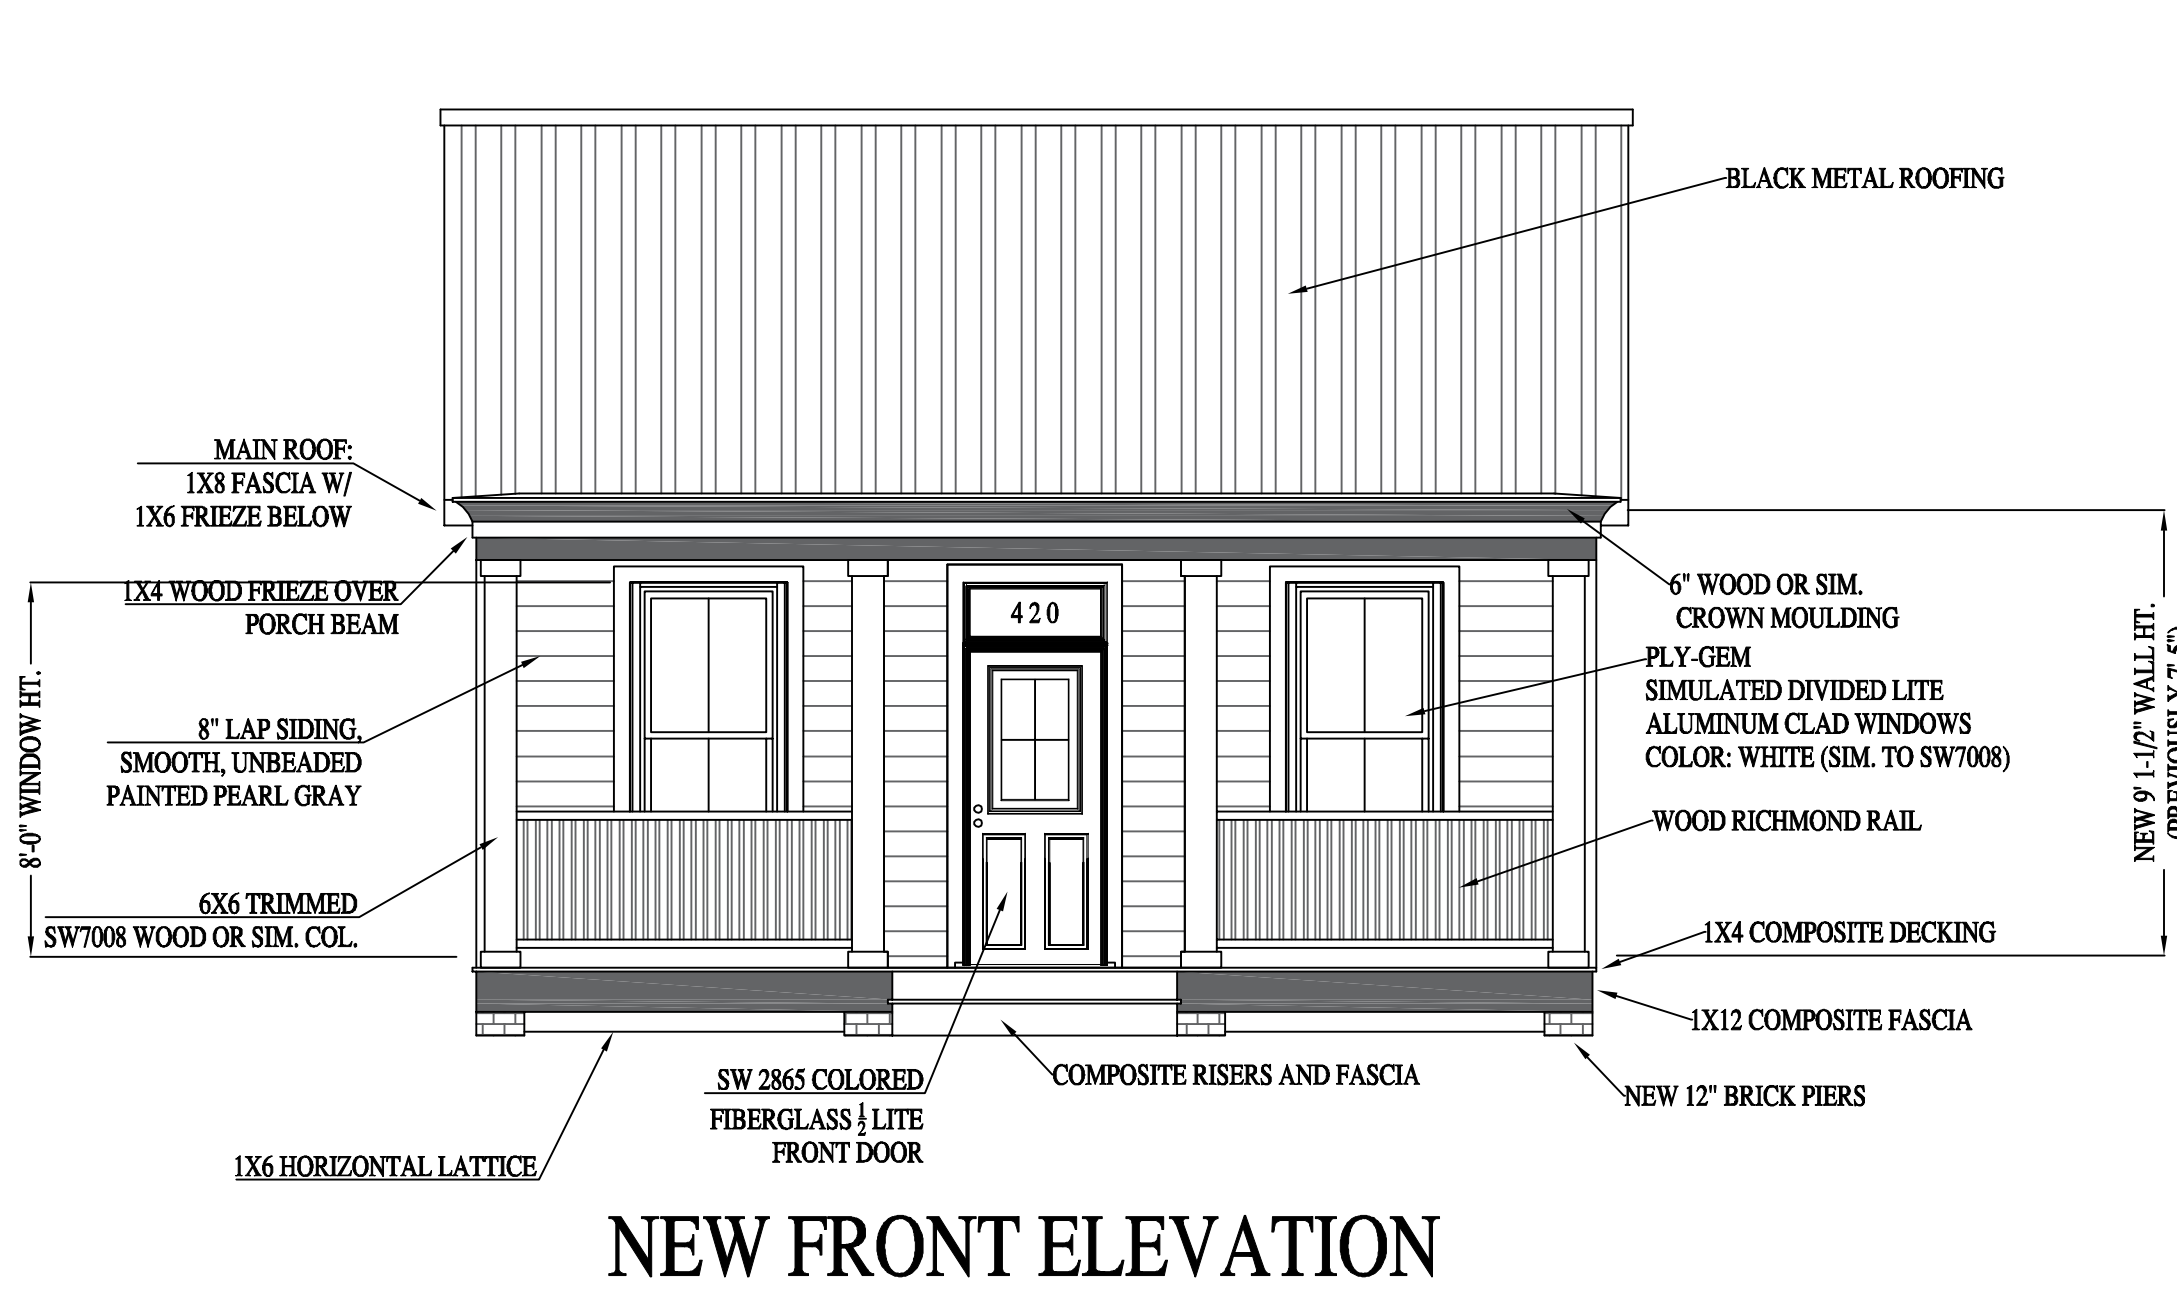 BLACK METAL ROOFING
MAIN ROOF:
1X8 FASCIA W/
1X6 FRIEZE BELOW
1X4 WOOD FRIEZE OVER
PORCH BEAM
8'-0" WINDOW HT.
8" LAP SIDING,
SMOOTH, UNBEADED
PAINTED PEARL GRAY
6X6 TRIMMED
SW7008 WOOD OR SIM. COL.
420
6" WOOD OR SIM.
CROWN MOULDING
PLY-GEM
SIMULATED DIVIDED LITE
ALUMINUM CLAD WINDOWS
COLOR: WHITE (SIM. TO SW7008)
WOOD RICHMOND RAIL
NEW 9' 1-1/2" WALL HT.
(PREVIOUSLY 7' 5")
1X4 COMPOSITE DECKING
1X12 COMPOSITE FASCIA
NEW 12" BRICK PIERS
COMPOSITE RISERS AND FASCIA
SW 2865 COLORED
FIBERGLASS 1/2 LITE
FRONT DOOR
1X6 HORIZONTAL LATTICE
NEW FRONT ELEVATION